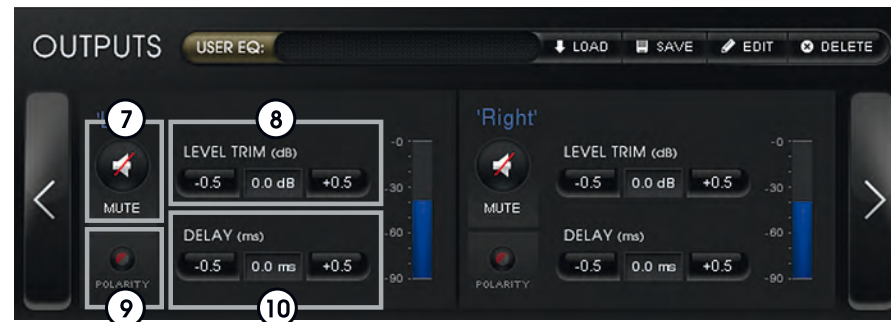 OUTPUTS USER EQ: LOAD SAVE EDIT DELETE
7 8 'Right'
LEVEL TRIM (dB) -0 LEVEL TRIM (dB) -0
-0.5 0.0 dB +0.5 -30 -0.5 0.0 dB +0.5 -30
MUTE MUTE
DELAY (ms) -60 DELAY (ms) -60
-0.5 0.0 ms +0.5 -0.5 0.0 ms +0.5
POLARITY -90 POLARITY -90
9 10